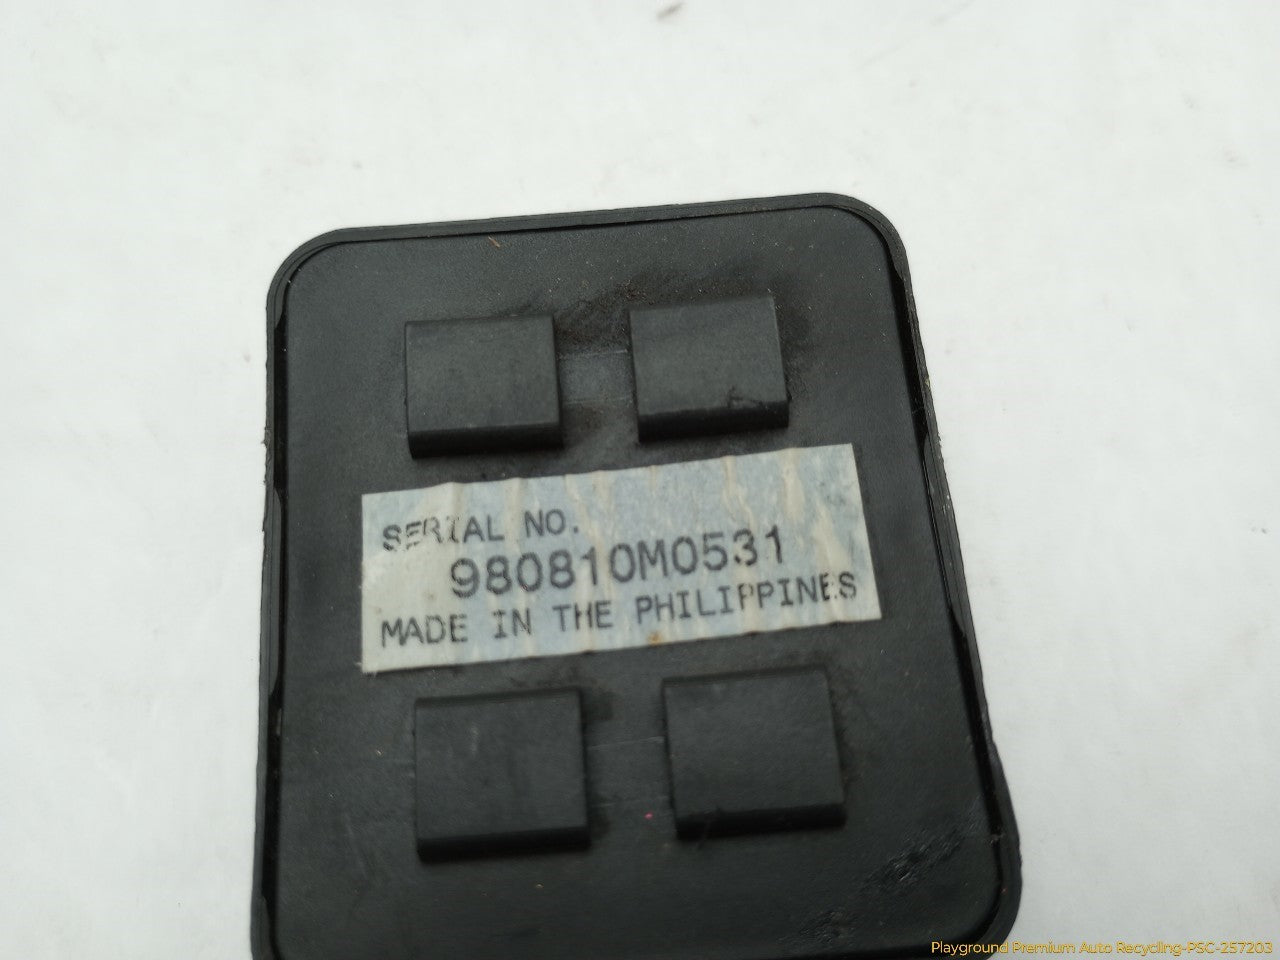 SERIAL NO.
980810M0531
MADE IN THE PHILIPPINES
Playground Premium Auto Recycling-PSC-257203